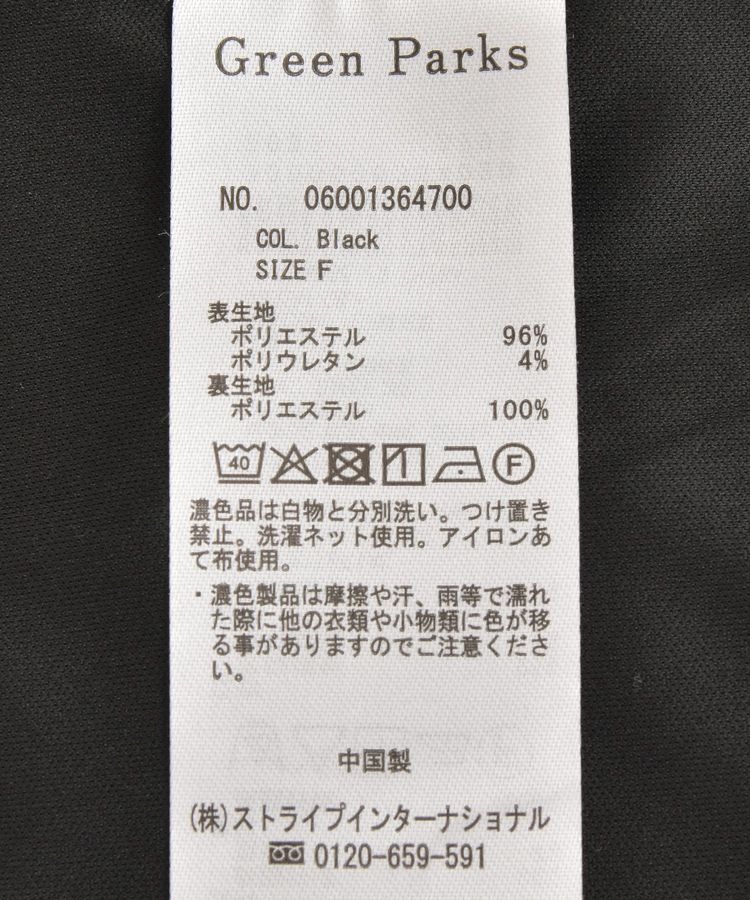 Green Parks
NO. 06001364700
COL. Black
SIZE F
表生地
ポリエステル 96%
ポリウレタン 4%
裏生地
ポリエステル 100%
40 F
濃色品は白物と分別洗い。つけ置き
禁止。洗濯ネット使用。アイロンあ
て布使用。
・濃色製品は摩擦や汗、雨等で濡れ
た際に他の衣類や小物類に色が移
る事がありますのでご注意くださ
い。
中国製
(株)ストライプインターナショナル
0120-659-591